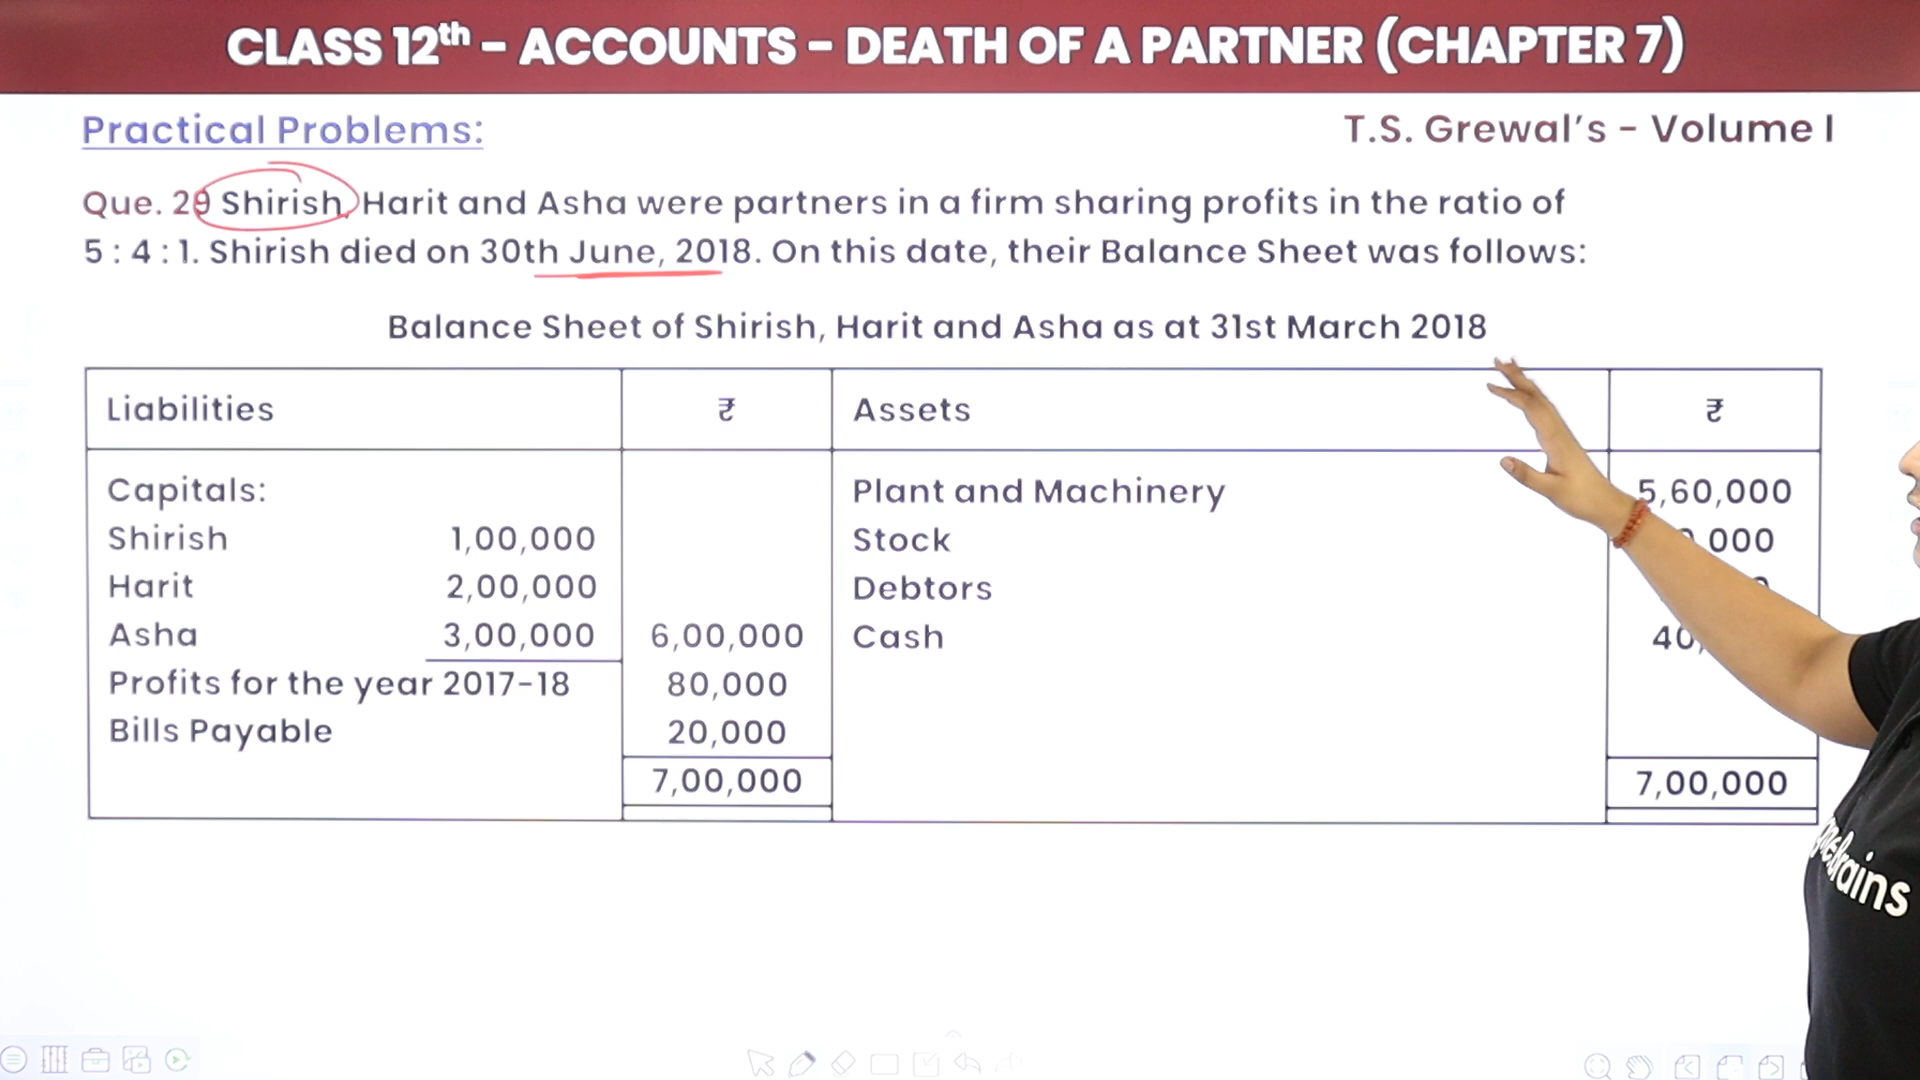 CLASS 12th – ACCOUNTS – DEATH OF A PARTNER (CHAPTER 7)
Practical Problems:
T.S. Grewal's – Volume I
Que. 29 Shirish, Harit and Asha were partners in a firm sharing profits in the ratio of
5 : 4 : 1. Shirish died on 30th June, 2018. On this date, their Balance Sheet was follows:
Balance Sheet of Shirish, Harit and Asha as at 31st March 2018
Liabilities ₹ Assets ₹
Capitals: Plant and Machinery 5,60,000
Shirish 1,00,000 Stock 000
Harit 2,00,000 Debtors
Asha 3,00,000 6,00,000 Cash 40,
Profits for the year 2017-18 80,000
Bills Payable 20,000
7,00,000 7,00,000